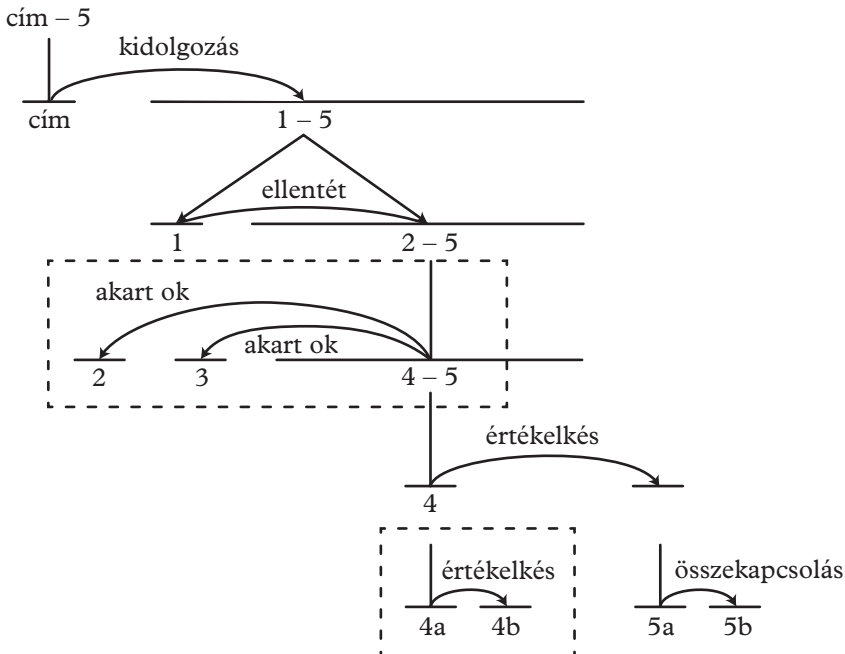 cím – 5
kidolgozás
cím
1 – 5
ellentét
1
2 – 5
akart ok
akart ok
2
3
4 – 5
értékelkés
4
értékelkés
összekapcsolás
4a
4b
5a
5b